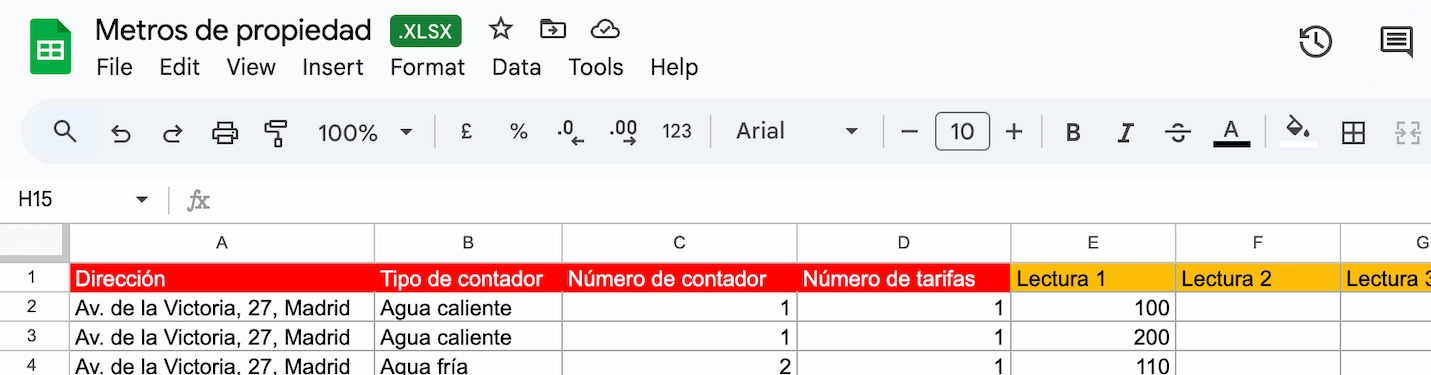 Metros de propiedad .XLSX
File Edit View Insert Format Data Tools Help
100% £ % .0 .00 123 Arial 10 B I S A
H15 fx
A B C D E F G
1 Dirección Tipo de contador Número de contador Número de tarifas Lectura 1 Lectura 2 Lectura 3
2 Av. de la Victoria, 27, Madrid Agua caliente 1 1 100
3 Av. de la Victoria, 27, Madrid Agua caliente 1 1 200
4 Av. de la Victoria, 27, Madrid Agua fría 2 1 110